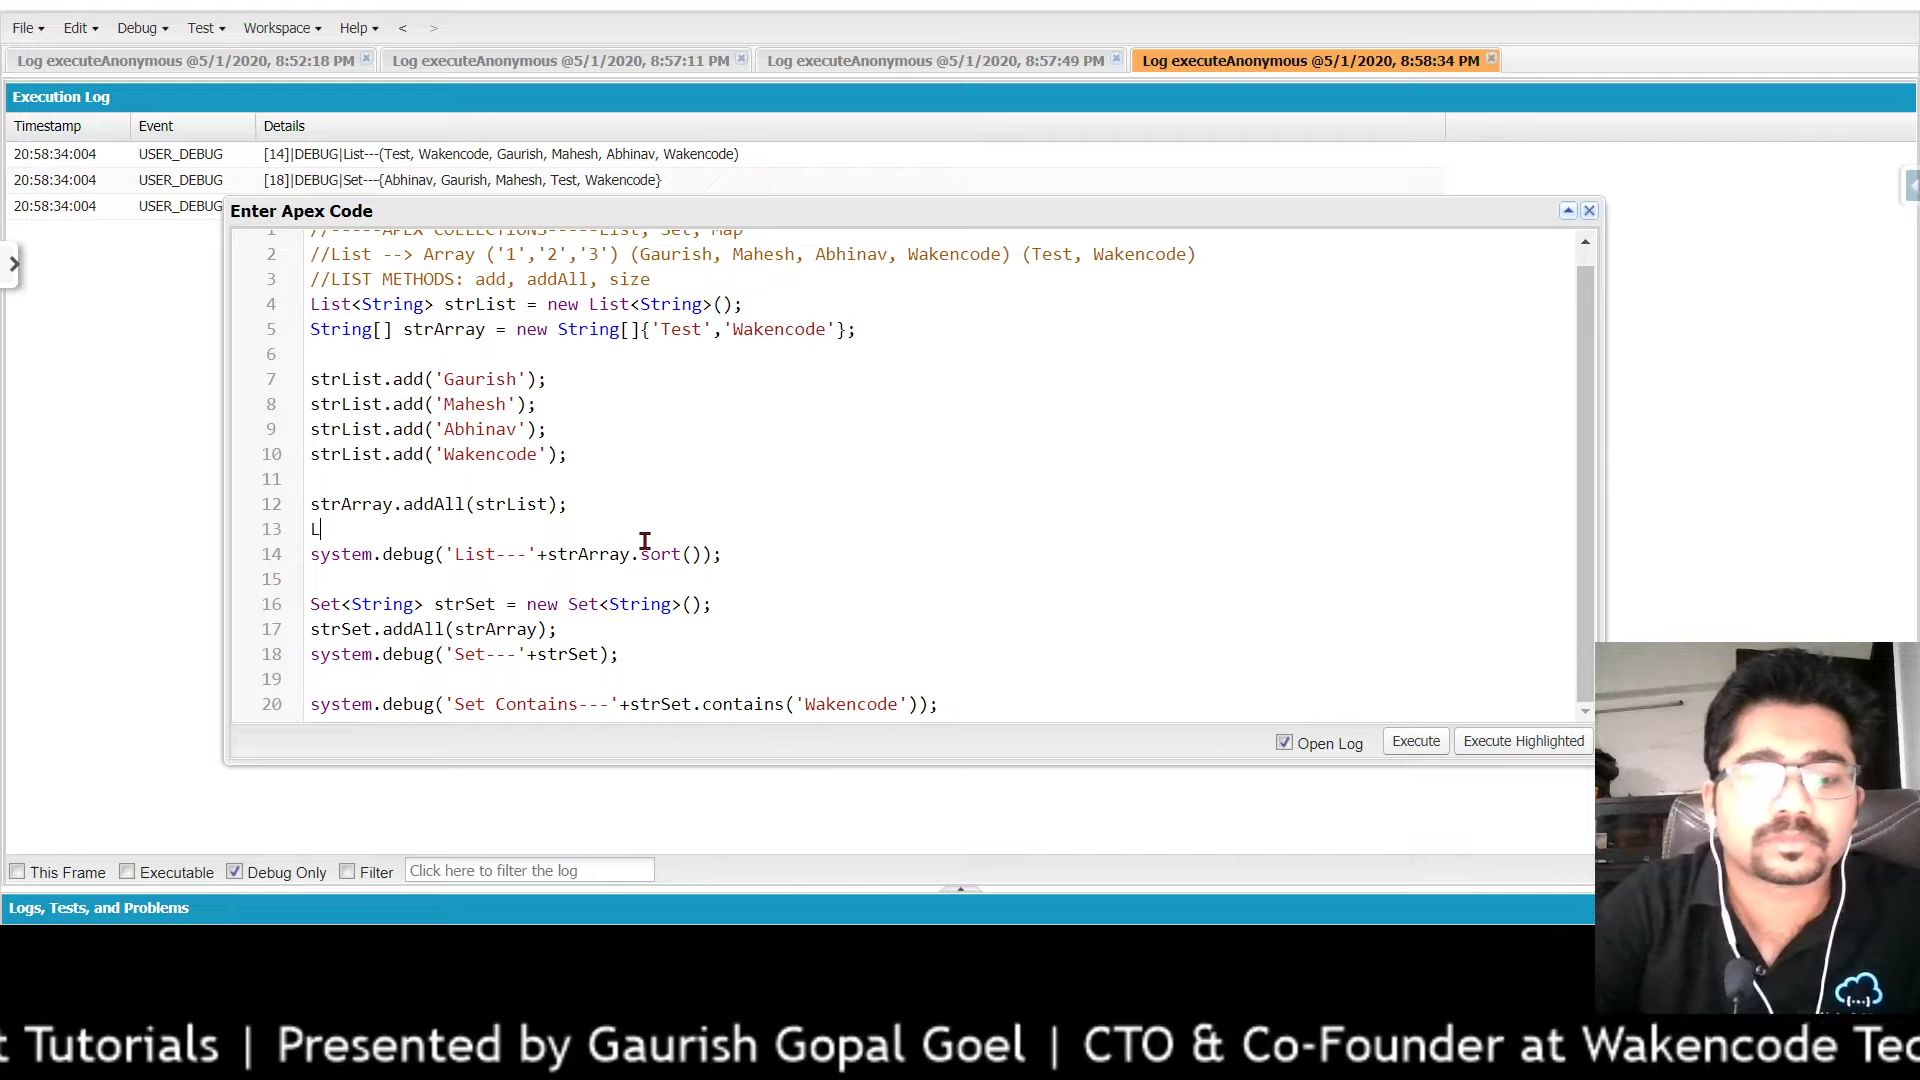 File Edit Debug Test Workspace Help < >
Log executeAnonymous @5/1/2020, 8:52:18 PM Log executeAnonymous @5/1/2020, 8:57:11 PM Log executeAnonymous @5/1/2020, 8:57:49 PM Log executeAnonymous @5/1/2020, 8:58:34 PM
Execution Log
Timestamp Event Details
20:58:34:004 USER_DEBUG [14]|DEBUG|List---(Test, Wakencode, Gaurish, Mahesh, Abhinav, Wakencode)
20:58:34:004 USER_DEBUG [18]|DEBUG|Set---{Abhinav, Gaurish, Mahesh, Test, Wakencode}
20:58:34:004 USER_DEBUG
Enter Apex Code
1 //-----APEX COLLECTIONS-----List, Set, Map
2 //List --> Array ('1','2','3') (Gaurish, Mahesh, Abhinav, Wakencode) (Test, Wakencode)
3 //LIST METHODS: add, addAll, size
4 List<String> strList = new List<String>();
5 String[] strArray = new String[]{'Test','Wakencode'};
6
7 strList.add('Gaurish');
8 strList.add('Mahesh');
9 strList.add('Abhinav');
10 strList.add('Wakencode');
11
12 strArray.addAll(strList);
13 L
14 system.debug('List---'+strArray.sort());
15
16 Set<String> strSet = new Set<String>();
17 strSet.addAll(strArray);
18 system.debug('Set---'+strSet);
19
20 system.debug('Set Contains---'+strSet.contains('Wakencode'));
Open Log Execute Execute Highlighted
This Frame Executable Debug Only Filter Click here to filter the log
Logs, Tests, and Problems
t Tutorials | Presented by Gaurish Gopal Goel | CTO & Co-Founder at Wakencode Tec